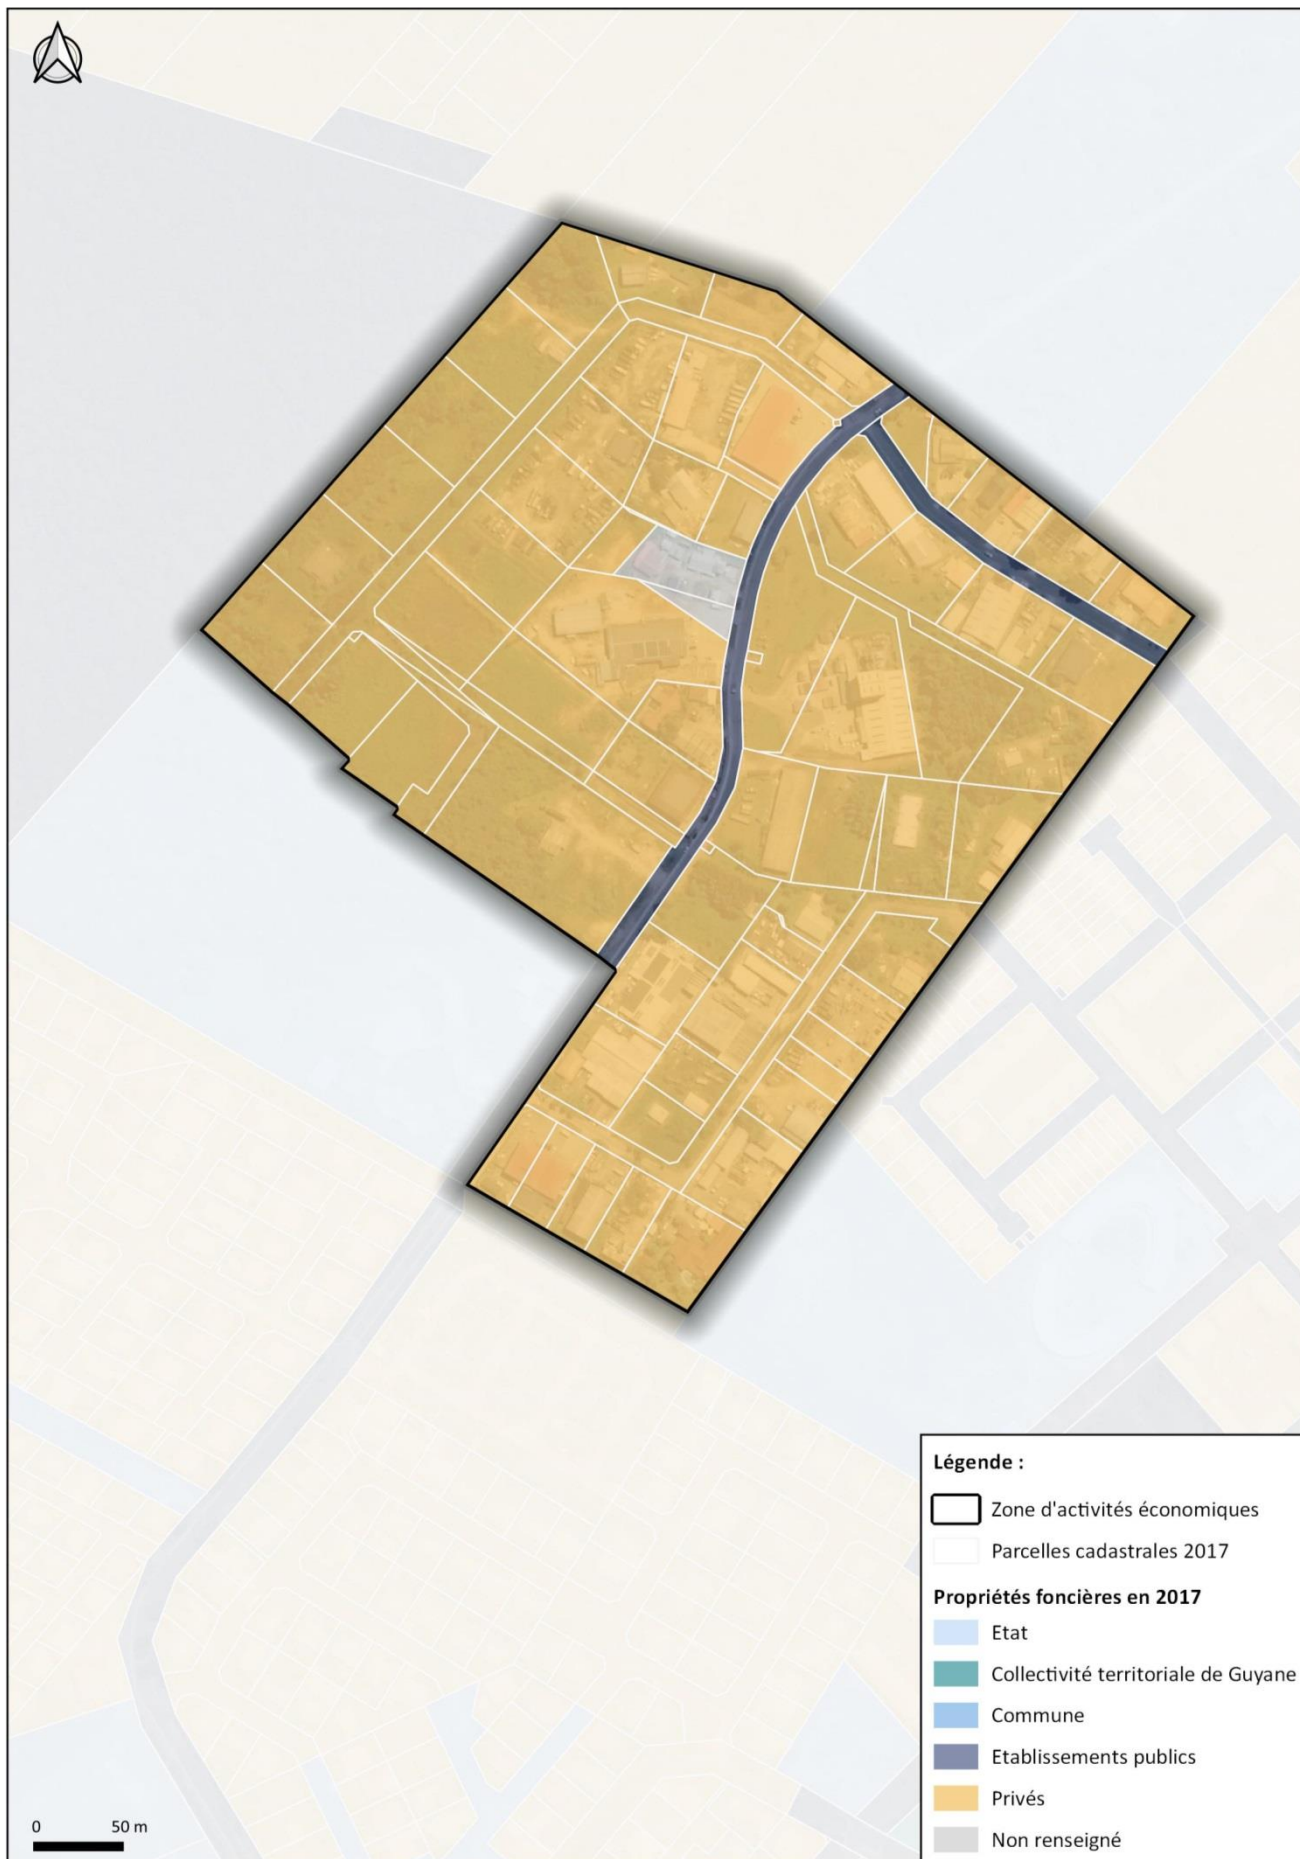 Légende :
Zone d'activités économiques
Parcelles cadastrales 2017
Propriétés foncières en 2017
Etat
Collectivité territoriale de Guyane
Commune
Etablissements publics
Privés
Non renseigné
0 50 m